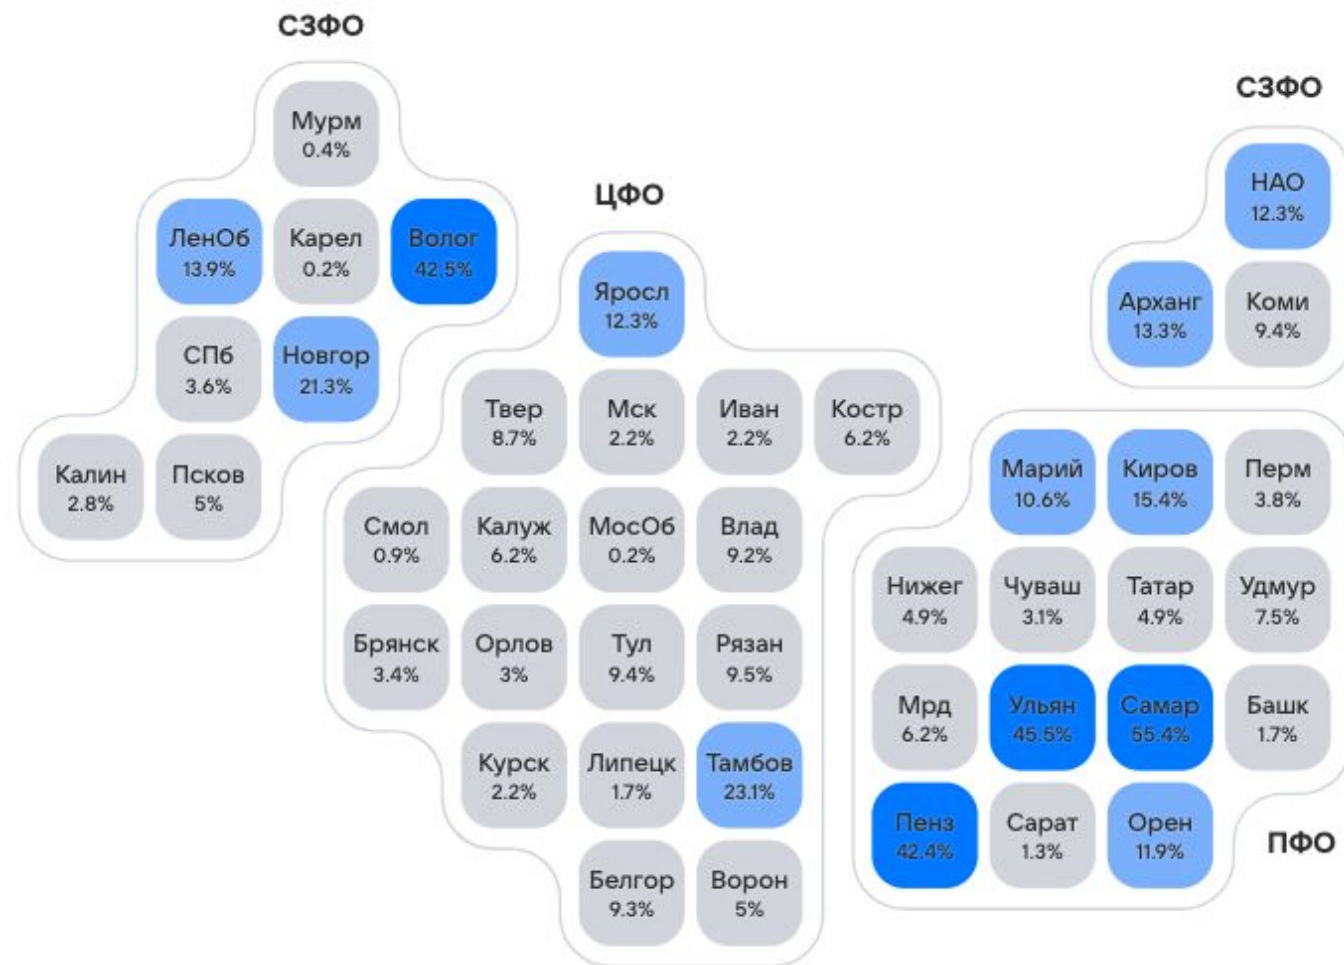 СЗФО
Мурм
0.4%
ЛенОб
13.9%
Карел
0.2%
Волог
42.5%
СПб
3.6%
Новгор
21.3%
Калин
2.8%
Псков
5%
ЦФО
Яросл
12.3%
Твер
8.7%
Мск
2.2%
Иван
2.2%
Костр
6.2%
Смол
0.9%
Калуж
6.2%
МосОб
0.2%
Влад
9.2%
Брянск
3.4%
Орлов
3%
Тул
9.4%
Рязан
9.5%
Курск
2.2%
Липецк
1.7%
Тамбов
23.1%
Белгор
9.3%
Ворон
5%
СЗФО
НАО
12.3%
Арханг
13.3%
Коми
9.4%
Марий
10.6%
Киров
15.4%
Перм
3.8%
Нижег
4.9%
Чуваш
3.1%
Татар
4.9%
Удмур
7.5%
Мрд
6.2%
Ульян
45.5%
Самар
55.4%
Башк
1.7%
Пенз
42.4%
Сарат
1.3%
Орен
11.9%
ПФО